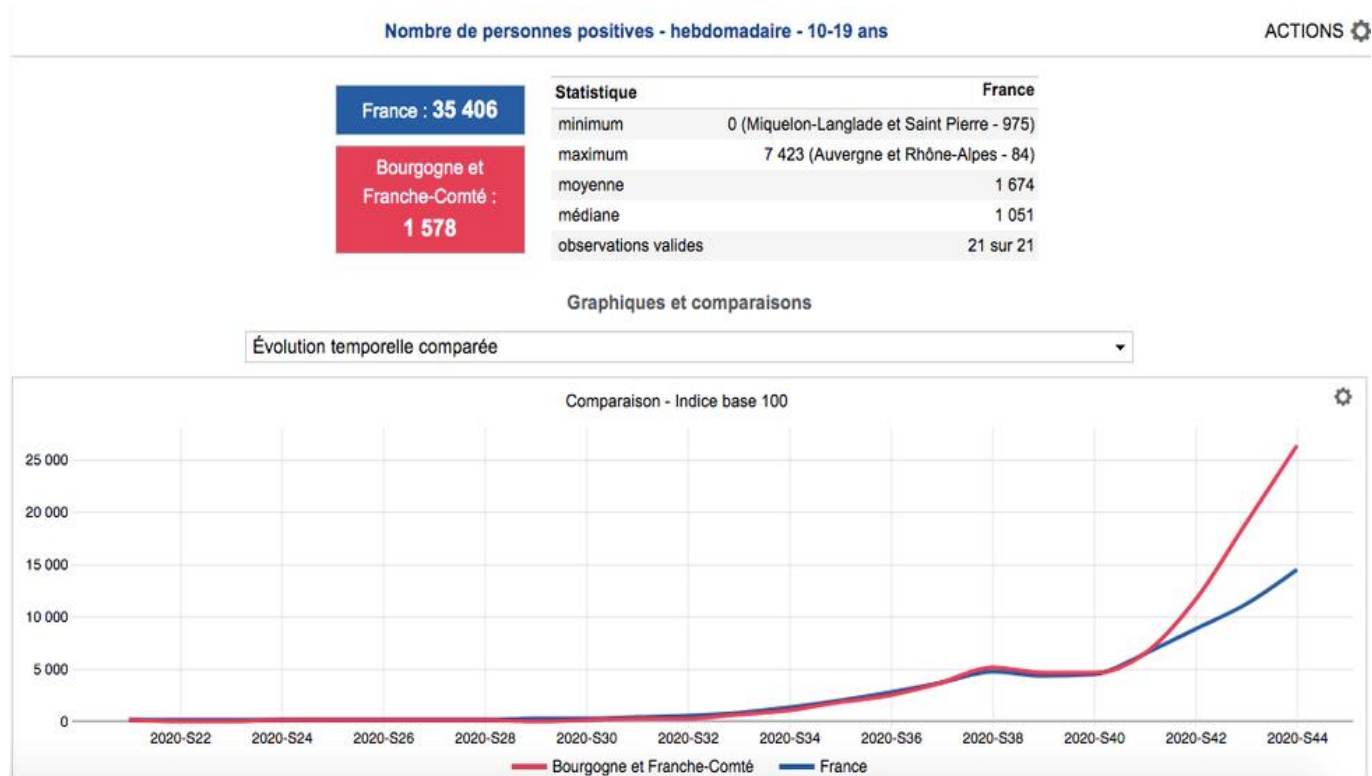 Nombre de personnes positives - hebdomadaire - 10-19 ans
ACTIONS
France : 35 406
Bourgogne et
Franche-Comté :
1 578
Statistique France
minimum 0 (Miquelon-Langlade et Saint Pierre - 975)
maximum 7 423 (Auvergne et Rhône-Alpes - 84)
moyenne 1 674
médiane 1 051
observations valides 21 sur 21
Graphiques et comparaisons
Évolution temporelle comparée
Comparaison - Indice base 100
25 000
20 000
15 000
10 000
5 000
0
2020-S22 2020-S24 2020-S26 2020-S28 2020-S30 2020-S32 2020-S34 2020-S36 2020-S38 2020-S40 2020-S42 2020-S44
Bourgogne et Franche-Comté France